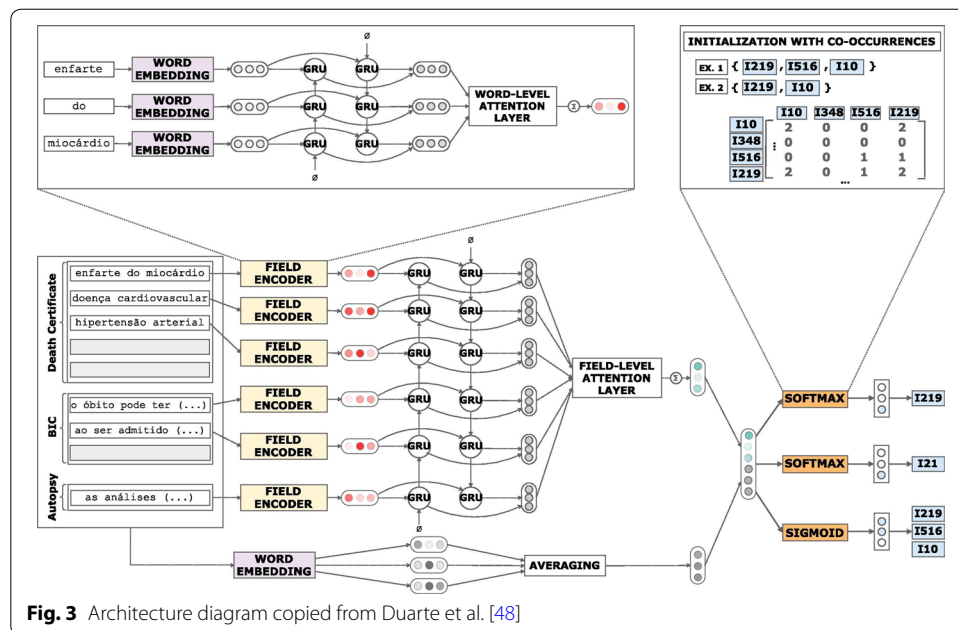 enfarte
WORD EMBEDDING
GRU
GRU
ø
do
WORD EMBEDDING
miocárdio
WORD EMBEDDING
ø
WORD-LEVEL ATTENTION LAYER
Σ
INITIALIZATION WITH CO-OCCURRENCES
EX. 1 { I219 , I516 , I10 }
EX. 2 { I219 , I10 }
I10 I348 I516 I219
I10 2 0 0 2
I348 0 0 0 0
I516 0 0 1 1
I219 2 0 1 2
...
Death Certificate
enfarte do miocárdio
doença cardiovascular
hipertensão arterial
BIC
o óbito pode ter (...)
ao ser admitido (...)
Autopsy
as análises (...)
FIELD ENCODER
FIELD ENCODER
FIELD ENCODER
FIELD ENCODER
FIELD ENCODER
FIELD ENCODER
ø
GRU GRU
GRU GRU
GRU GRU
GRU GRU
GRU GRU
GRU GRU
ø
FIELD-LEVEL ATTENTION LAYER
Σ
WORD EMBEDDING
AVERAGING
SOFTMAX
I219
SOFTMAX
I21
SIGMOID
I219
I516
I10
Fig. 3 Architecture diagram copied from Duarte et al. [48]